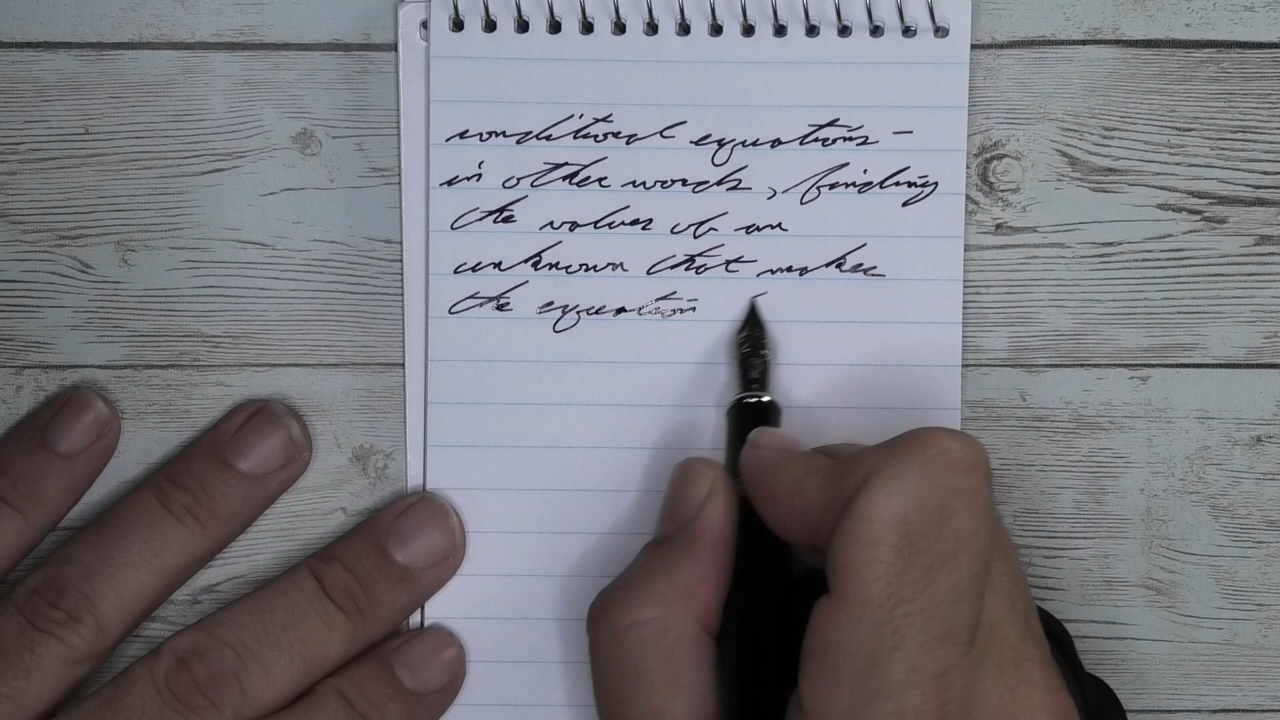 conditional equations -
in other words, finding
the values of an
unknown that makes
the equation